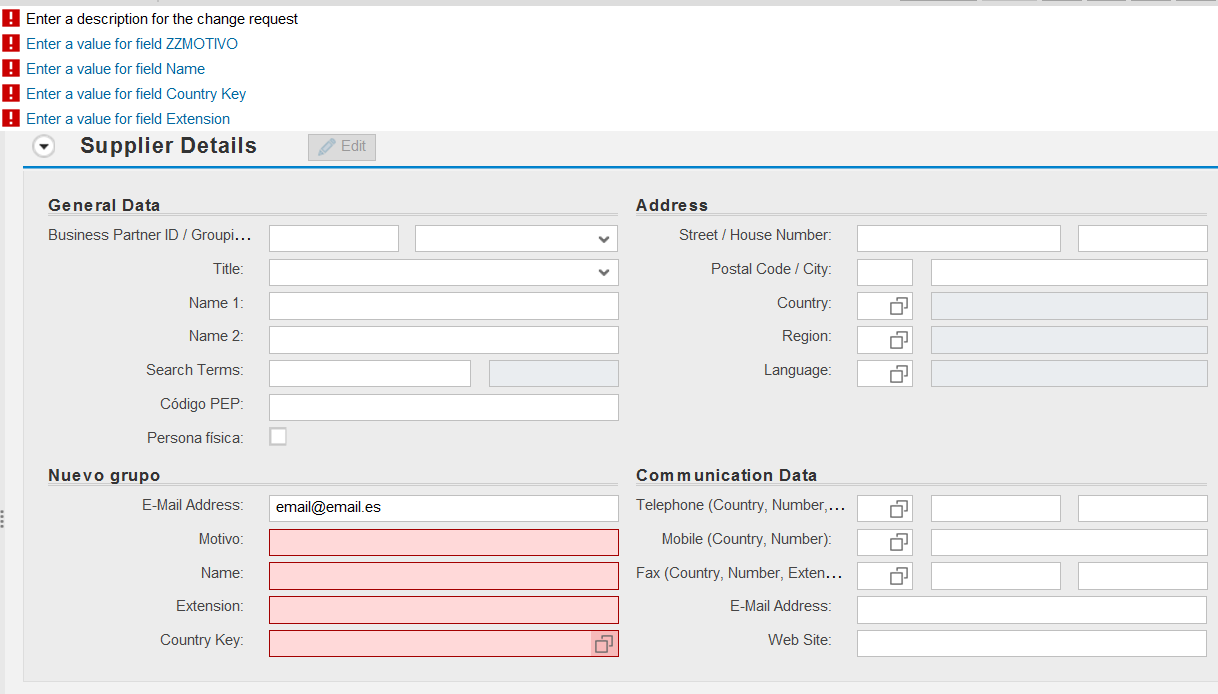 Enter a description for the change request
Enter a value for field ZZMOTIVO
Enter a value for field Name
Enter a value for field Country Key
Enter a value for field Extension
Supplier Details
Edit
General Data
Business Partner ID / Groupi...
Title:
Name 1:
Name 2:
Search Terms:
Código PEP:
Persona física:
Nuevo grupo
E-Mail Address: email@email.es
Motivo:
Name:
Extension:
Country Key:
Address
Street / House Number:
Postal Code / City:
Country:
Region:
Language:
Communication Data
Telephone (Country, Number,...
Mobile (Country, Number):
Fax (Country, Number, Exten...
E-Mail Address:
Web Site: